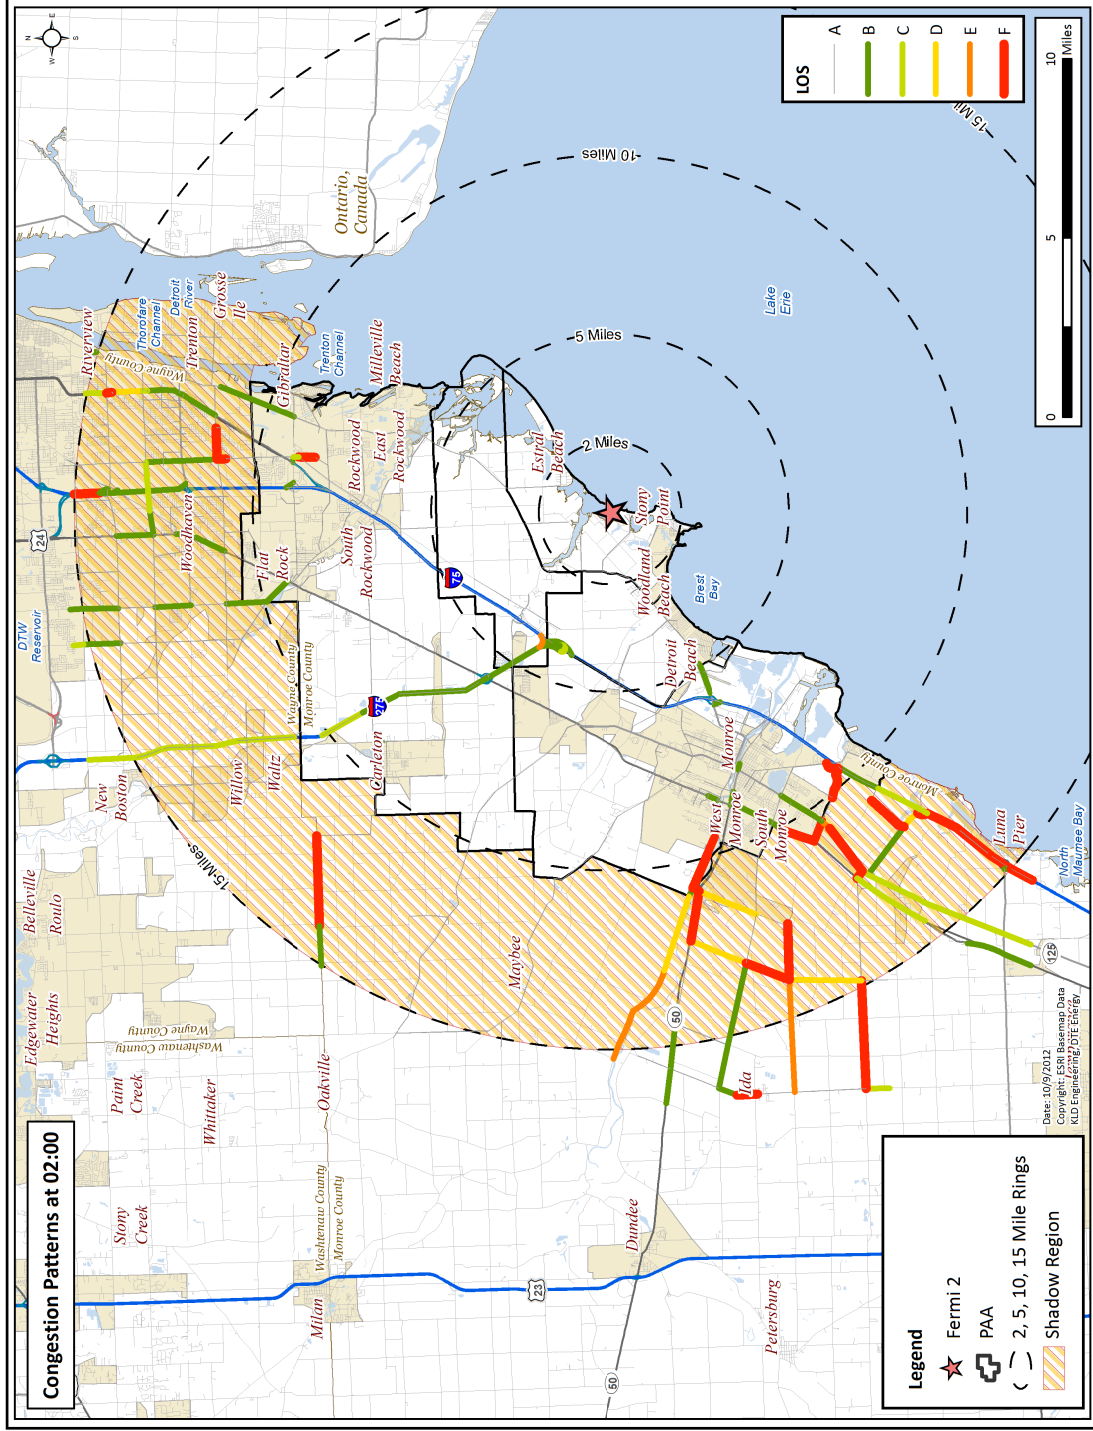 Congestion Patterns at 02:00
N
E
S
W
LOS
A
B
C
D
E
F
0
5
10
Miles
15 Mi
10 Miles
5 Miles
2 Miles
15-Miles
Ontario,
Canada
Lake
Erie
Riverview
Wayne County
Thorofare
Channel
Detroit
River
Trenton
Grosse
Ile
Gibraltar
Trenton
Channel
Milleville
Beach
24
Woodhaven
Rockwood
East
Rockwood
Flat
Rock
South
Rockwood
75
Estral
Beach
Stony
Point
Woodland
Beach
Brest
Bay
Detroit
Beach
DTW
Reservoir
Wayne County
Monroe County
275
Carleton
New
Boston
Willow
Waltz
Monroe
West
Monroe
South
Monroe
Monroe County
Luna
Pier
North
Maumee Bay
Belleville
Roulo
Edgewater
Heights
Wayne County
Washtenaw County
Maybee
50
125
Paint
Creek
Whittaker
Oakville
Ida
Stony
Creek
Washtenaw County
Monroe County
Milan
23
Dundee
50
Petersburg
Date: 10/9/2012
Copyright: ESRI Basemap Data
KLD Engineering, DTE Energy
Legend
Fermi 2
PAA
2, 5, 10, 15 Mile Rings
Shadow Region